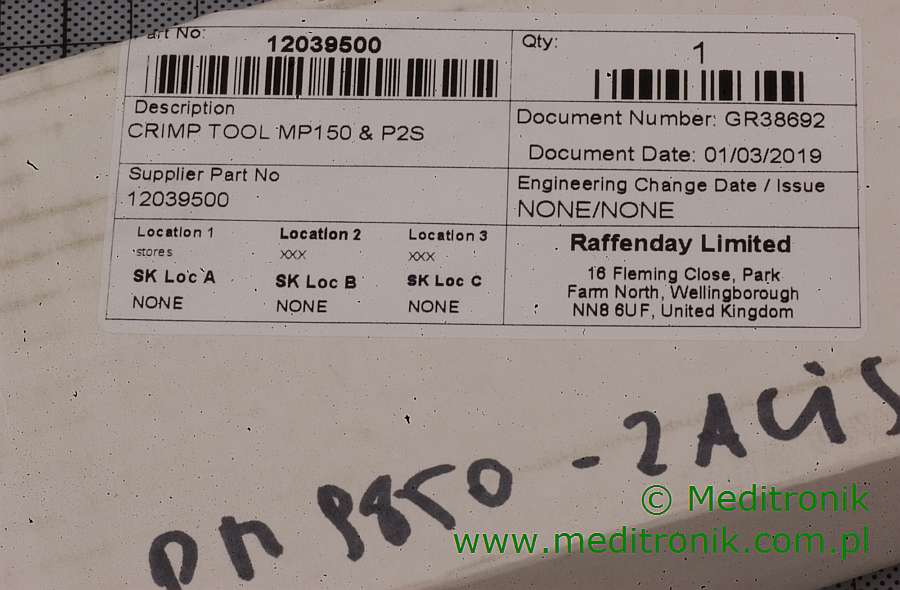 art No: 12039500
Qty: 1
Description
CRIMP TOOL MP150 & P2S
Document Number: GR38692
Document Date: 01/03/2019
Supplier Part No
12039500
Engineering Change Date / Issue
NONE/NONE
Location 1 Location 2 Location 3
stores xxx xxx
SK Loc A SK Loc B SK Loc C
NONE NONE NONE
Raffenday Limited
16 Fleming Close, Park
Farm North, Wellingborough
NN8 6UF, United Kingdom
- 2 ACIS
© Meditronik
www.meditronik.com.pl